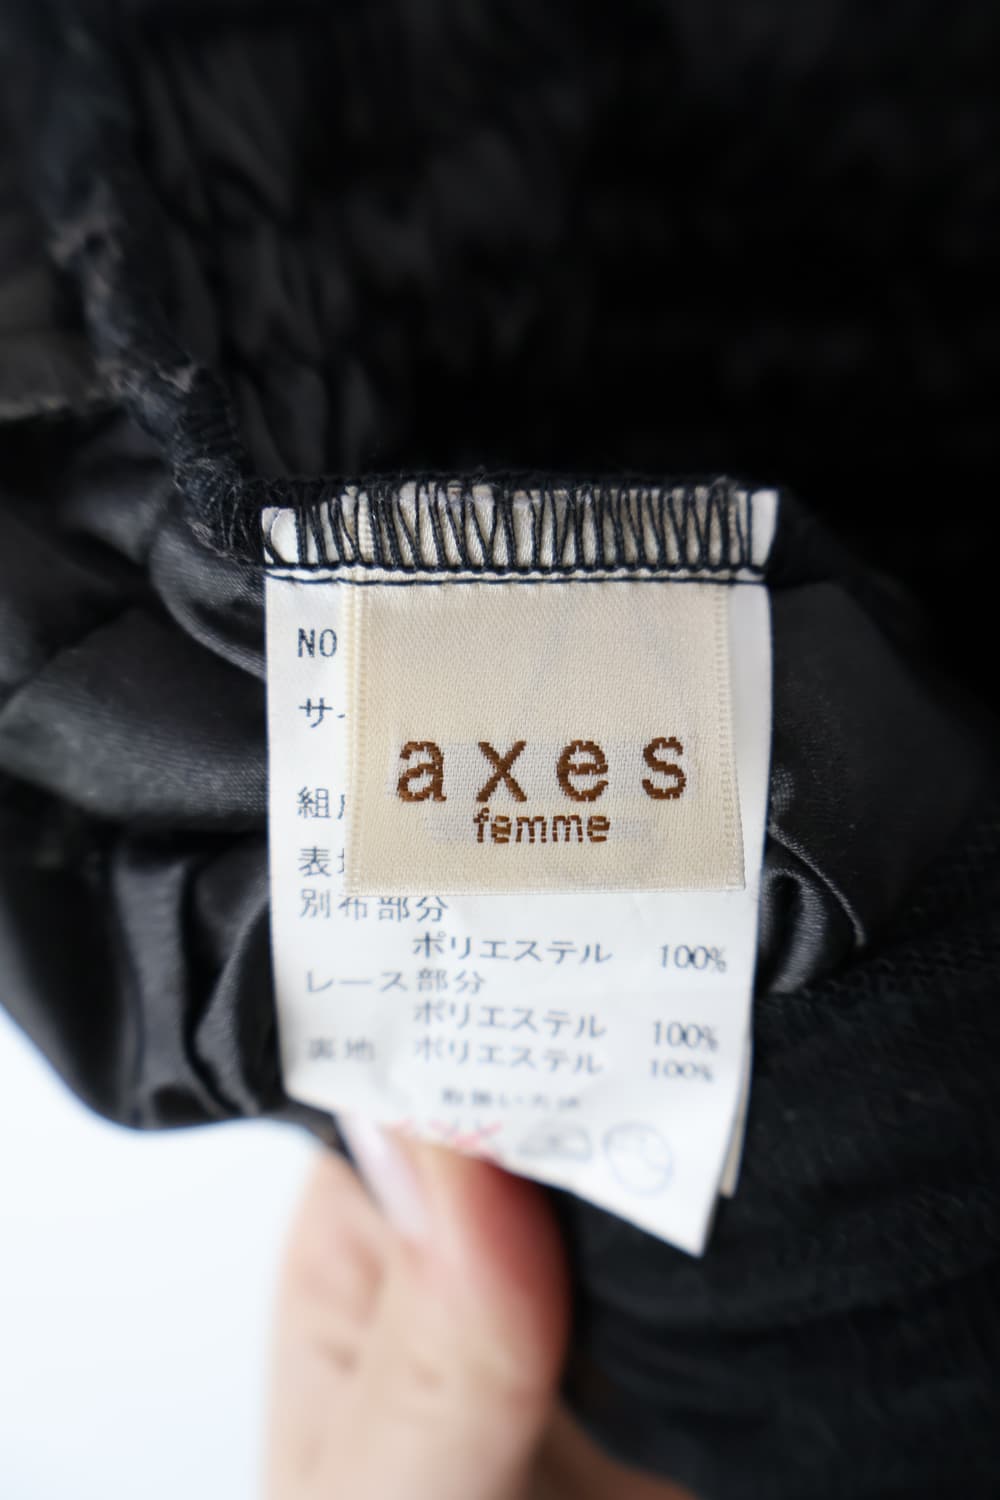 NO
axes
femme
別布部分
ポリエステル 100%
レース部分
ポリエステル 100%
裏地 ポリエステル 100%